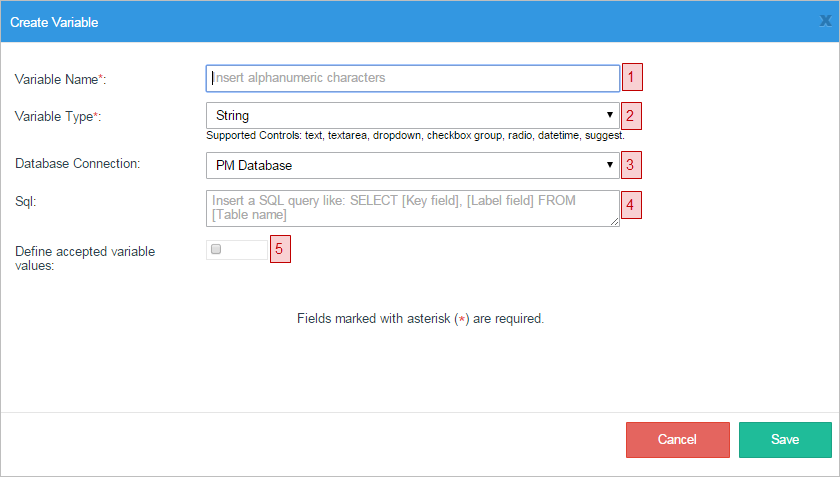 Create Variable
x
Variable Name*:
Insert alphanumeric characters
1
Variable Type*:
String
2
Supported Controls: text, textarea, dropdown, checkbox group, radio, datetime, suggest.
Database Connection:
PM Database
3
Sql:
Insert a SQL query like: SELECT [Key field], [Label field] FROM
[Table name]
4
Define accepted variable
values:
5
Fields marked with asterisk (*) are required.
Cancel
Save